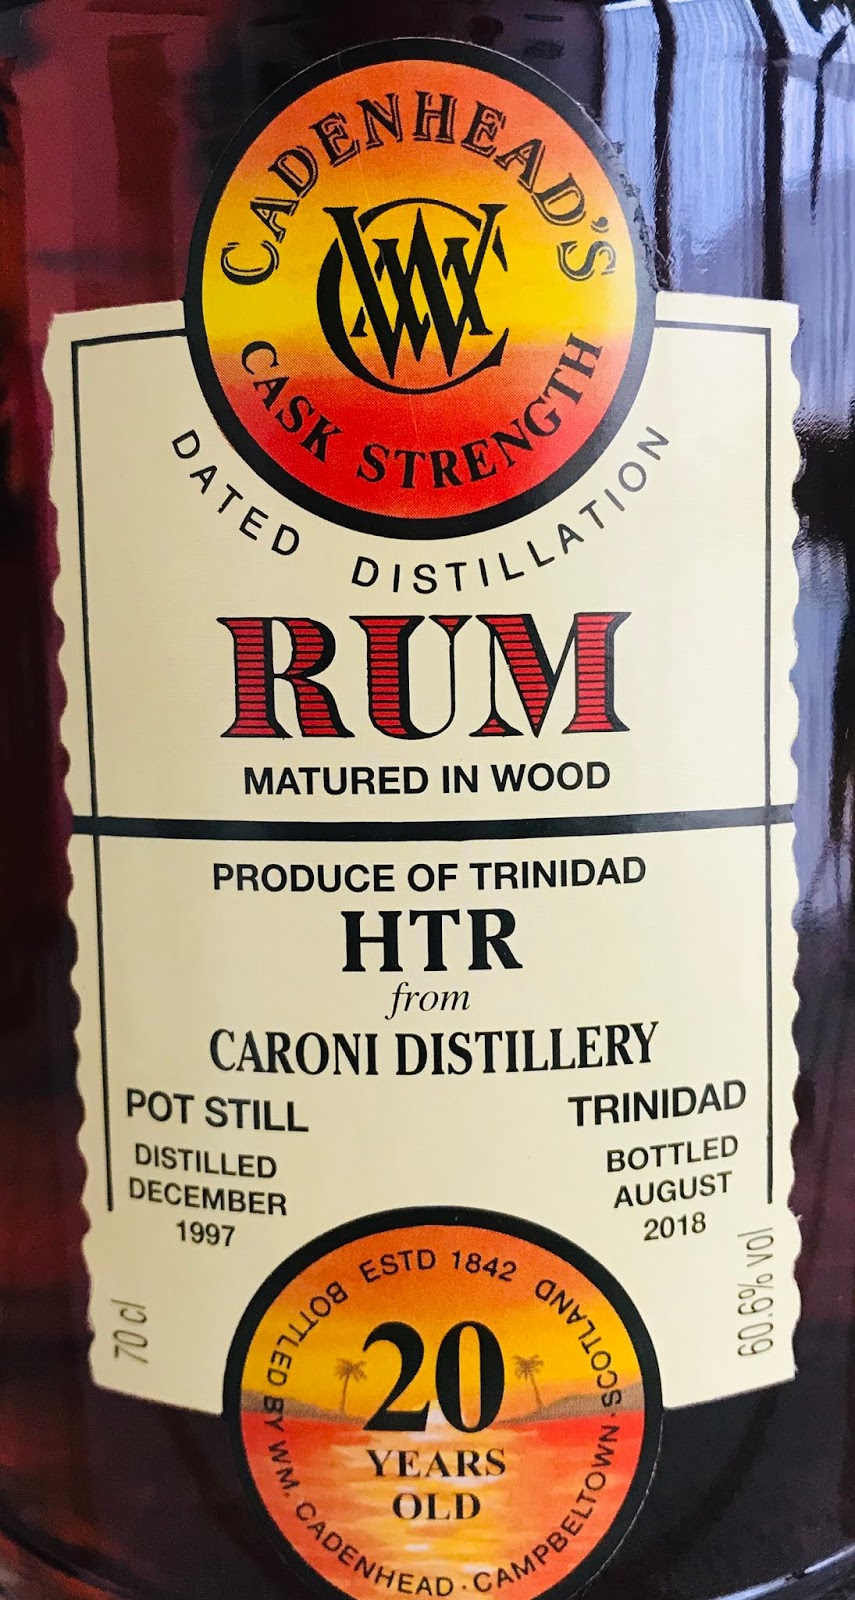 CADENHEAD'S
WC
CASK STRENGTH
DATED DISTILLATION
RUM
MATURED IN WOOD
PRODUCE OF TRINIDAD
HTR
from
CARONI DISTILLERY
POT STILL
DISTILLED
DECEMBER
1997
TRINIDAD
BOTTLED
AUGUST
2018
70 cl
60.6% vol
ESTD 1842
BOTTLED BY WM. CADENHEAD · CAMPBELTOWN · SCOTLAND
20
YEARS
OLD